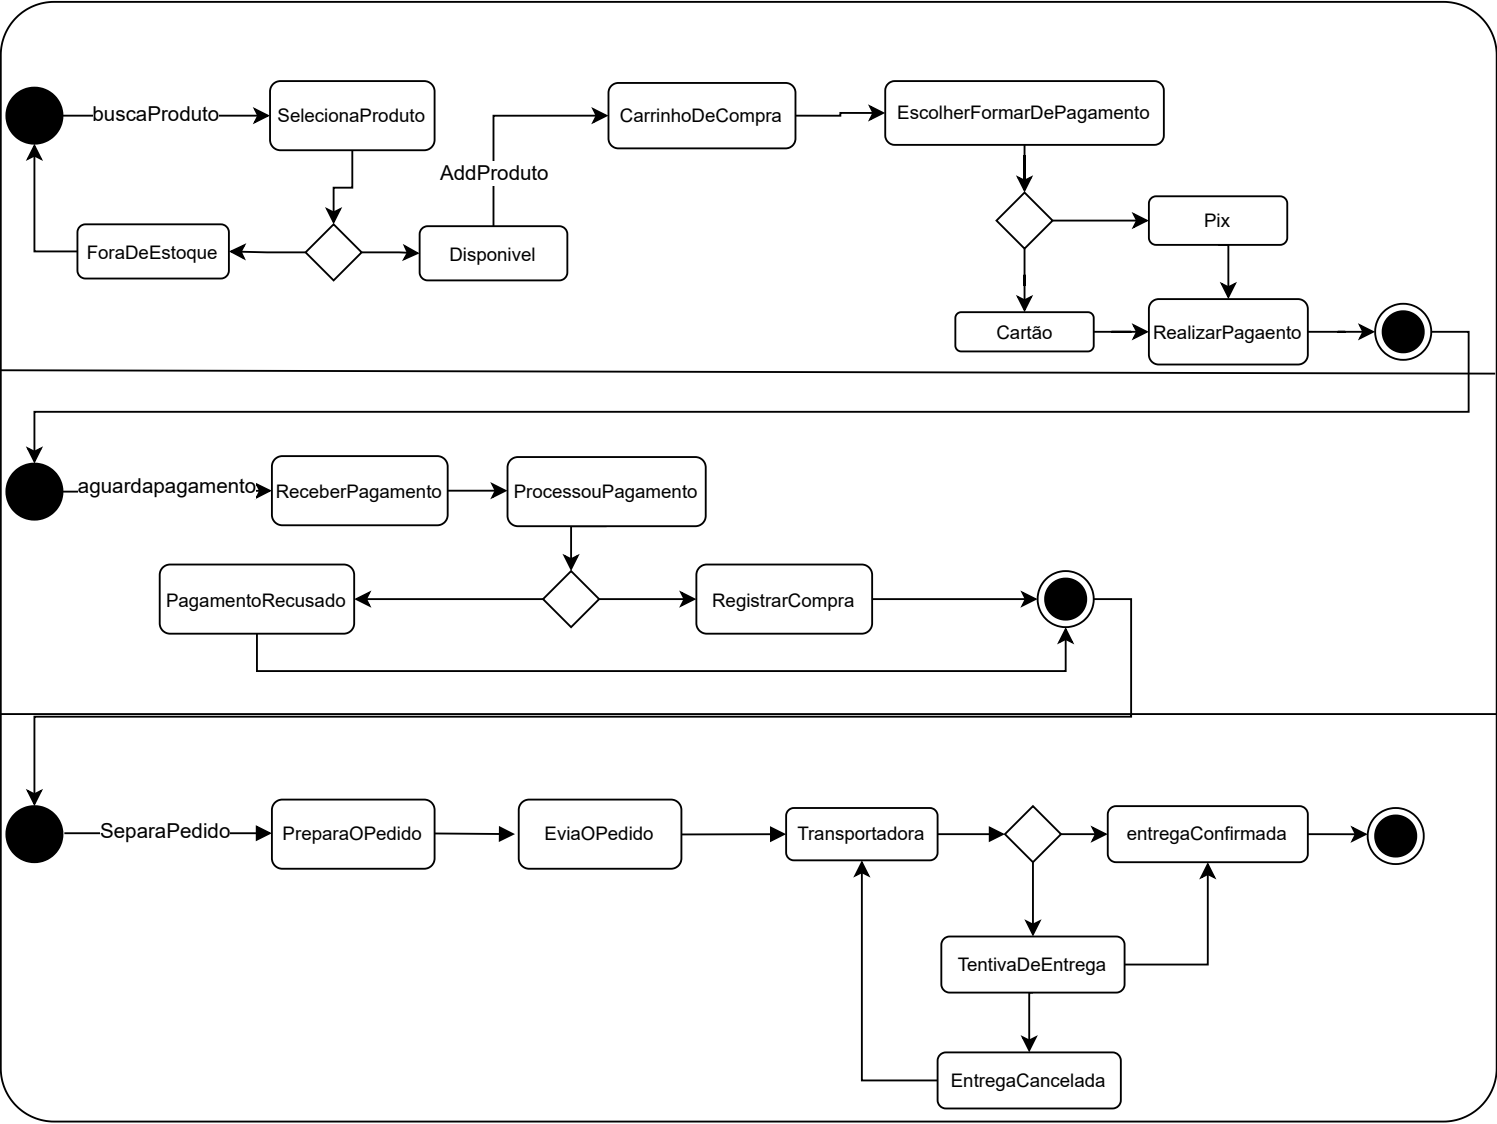 buscaProduto
SelecionaProduto
CarrinhoDeCompra
EscolherFormarDePagamento
AddProduto
ForaDeEstoque
Disponivel
Pix
Cartão
RealizarPagaento
aguardapagamento
ReceberPagamento
ProcessouPagamento
PagamentoRecusado
RegistrarCompra
SeparaPedido
PreparaOPedido
EviaOPedido
Transportadora
entregaConfirmada
TentivaDeEntrega
EntregaCancelada